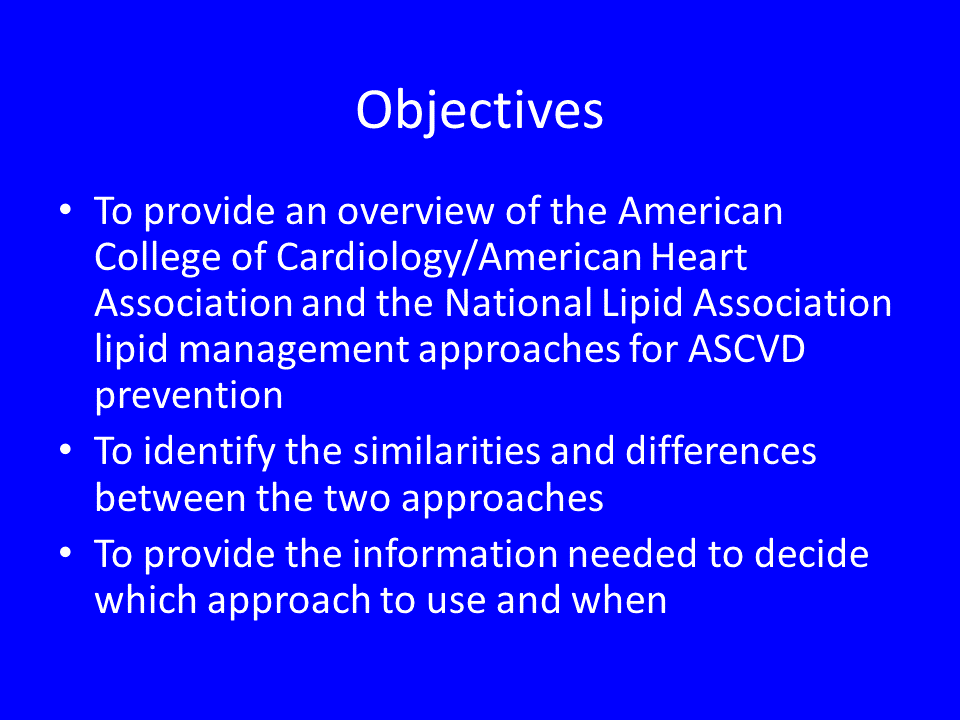 Objectives
• To provide an overview of the American
College of Cardiology/American Heart
Association and the National Lipid Association
lipid management approaches for ASCVD
prevention
• To identify the similarities and differences
between the two approaches
• To provide the information needed to decide
which approach to use and when